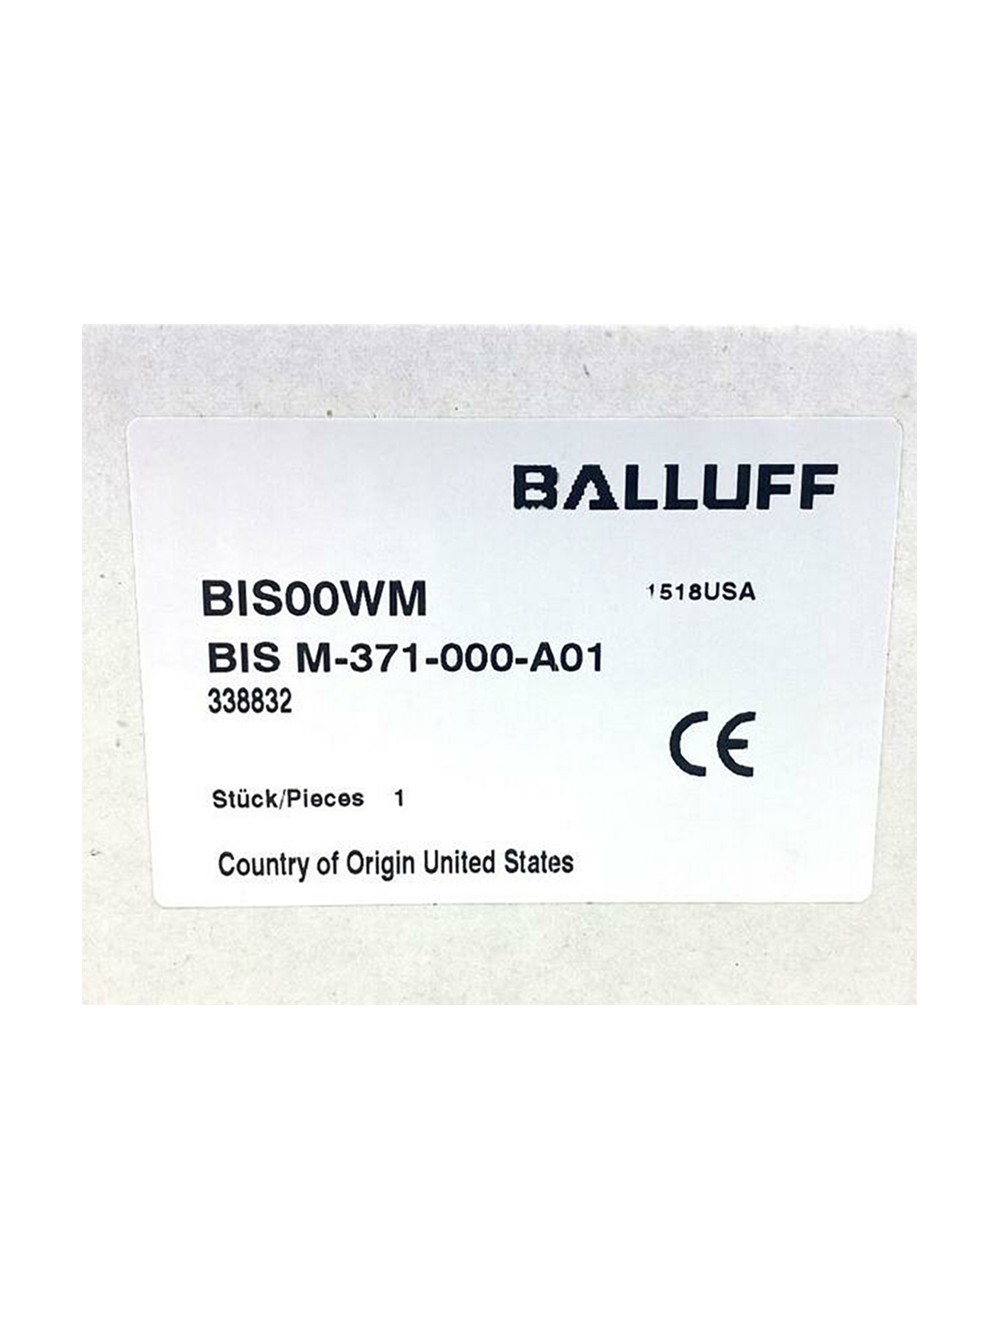 BALLUFF
BIS00WM 1518USA
BIS M-371-000-A01
338832
CE
Stück/Pieces 1
Country of Origin United States